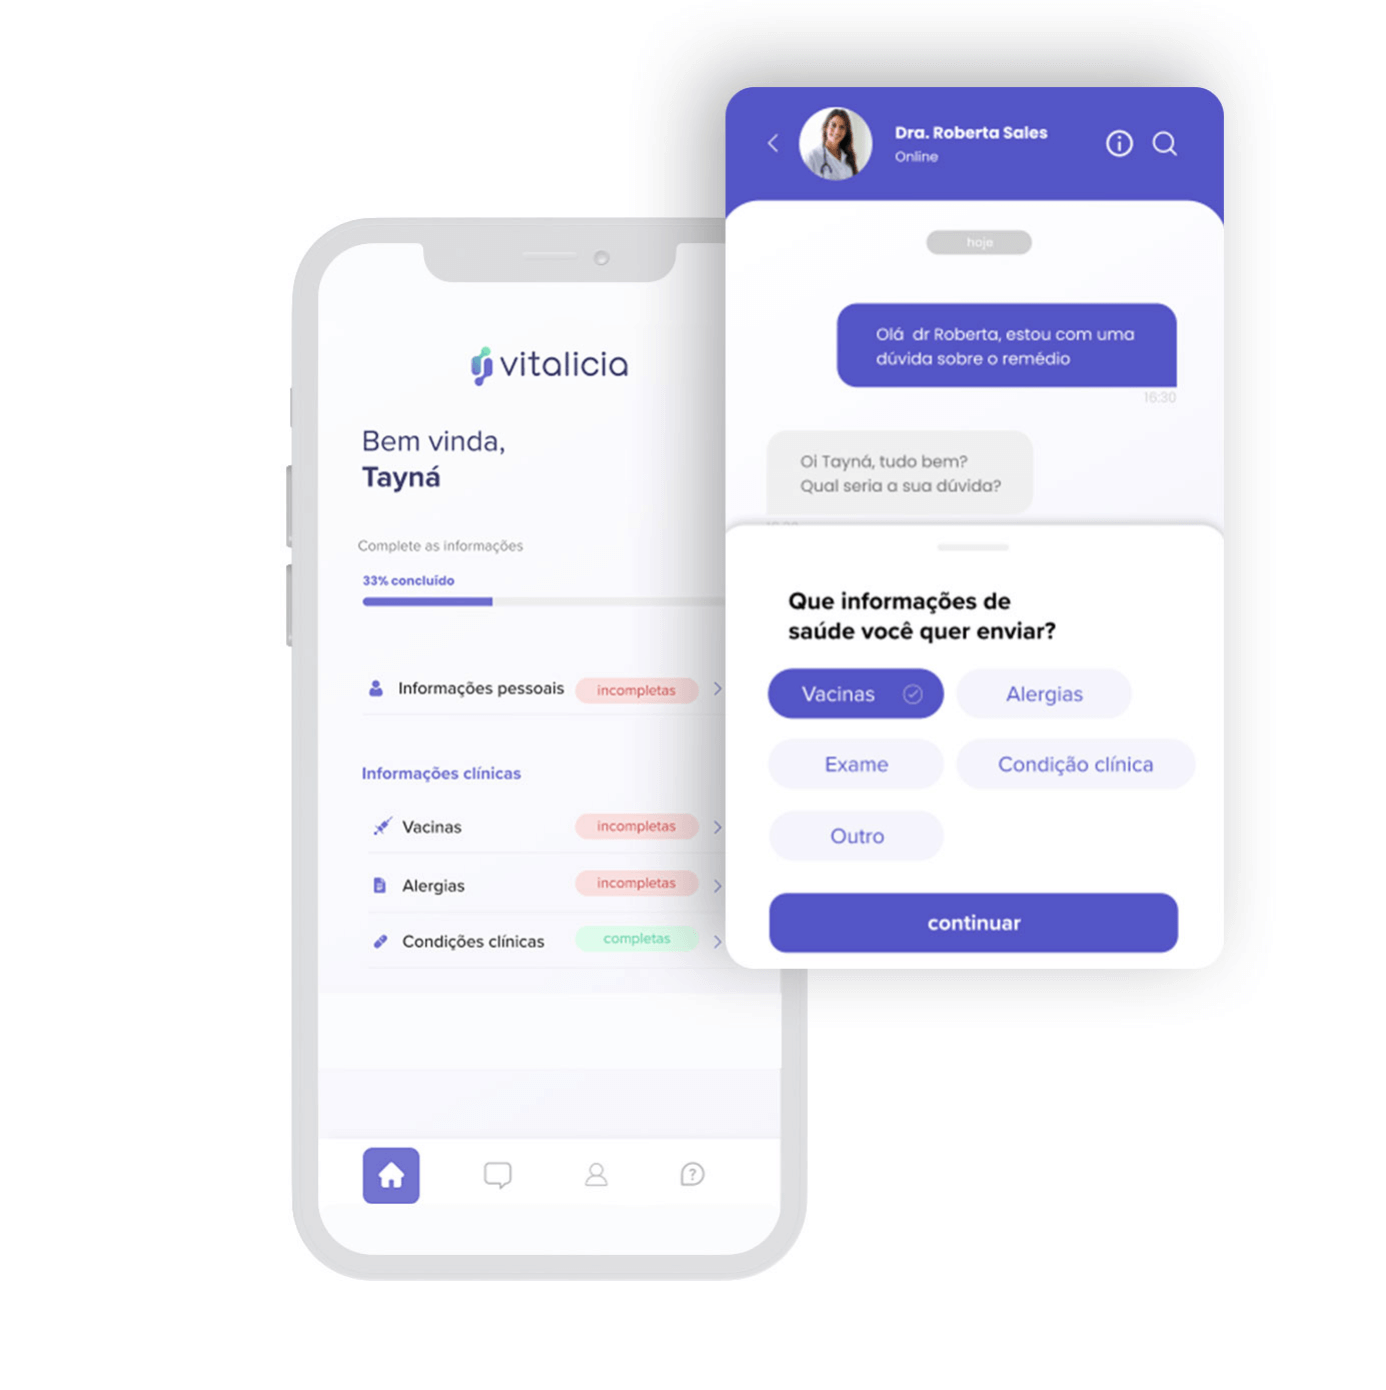 vitalicia
Bem vinda,
Tayná
Complete as informações
33% concluído
Informações pessoais
incompletas
Informações clínicas
Vacinas
incompletas
Alergias
incompletas
Condições clínicas
completas
Dra. Roberta Sales
Online
hoje
Olá dr Roberta, estou com uma
dúvida sobre o remédio
16:30
Oi Tayná, tudo bem?
Qual seria a sua dúvida?
Que informações de
saúde você quer enviar?
Vacinas
Alergias
Exame
Condição clínica
Outro
continuar